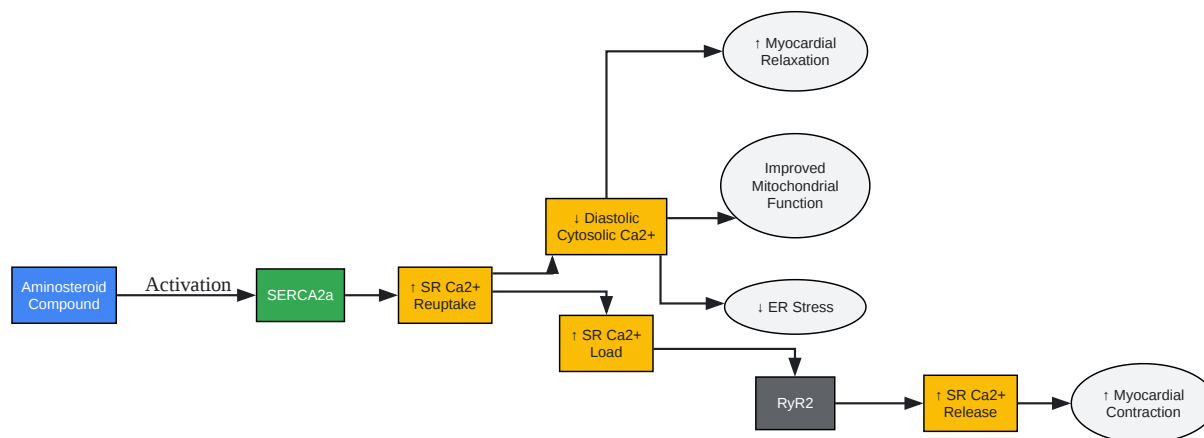 ↑ Myocardial
Relaxation
Improved
Mitochondrial
Function
↓ Diastolic
Cytosolic Ca2+
Aminosteroid
Compound
Activation
SERCA2a
↑ SR Ca2+
Reuptake
↓ ER Stress
↑ SR Ca2+
Load
RyR2
↑ SR Ca2+
Release
↑ Myocardial
Contraction